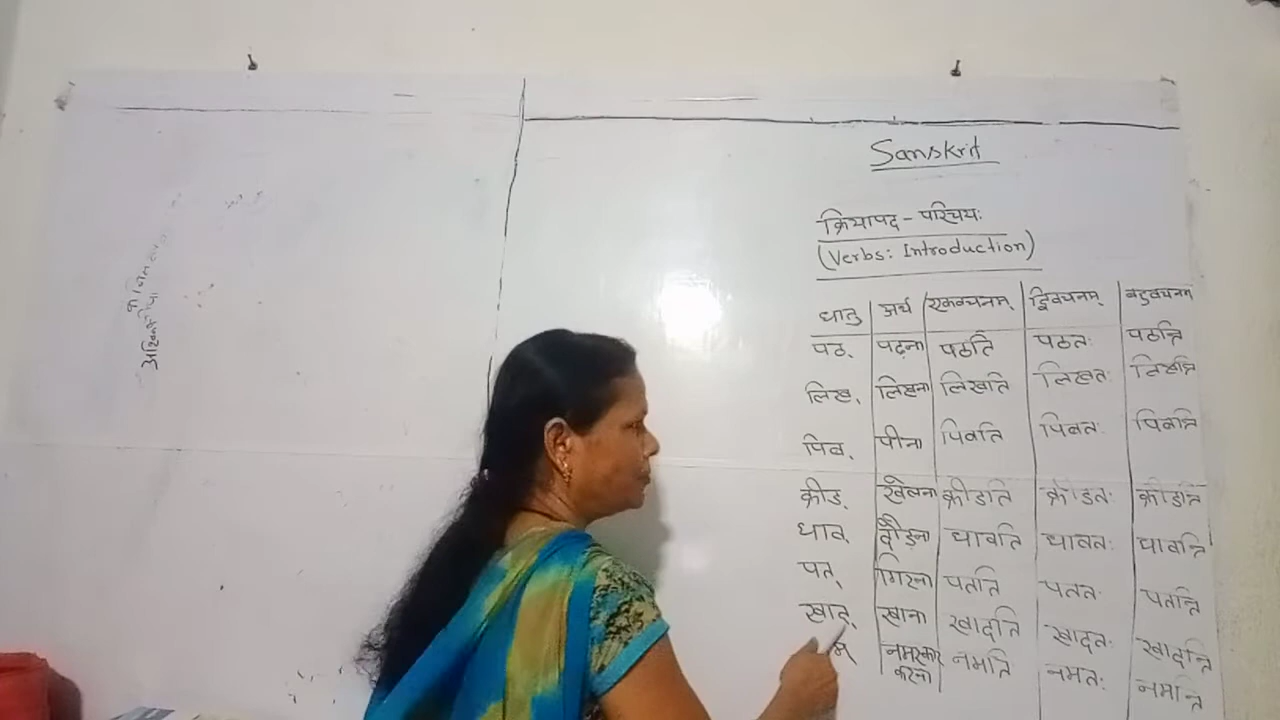 Sanskrit
क्रियापद - परिचयः
(Verbs: Introduction)
धातु अर्थ एकवचनम् द्विवचनम् बहुवचनम्
पठ् पढ़ना पठति पठतः पठन्ति
लिख् लिखना लिखति लिखतः लिखन्ति
पिब् पीना पिबति पिबतः पिबन्ति
क्रीड् खेलना क्रीडति क्रीडतः क्रीडन्ति
धाव् दौड़ना धावति धावतः धावन्ति
पत् गिरना पतति पततः पतन्ति
खाद् खाना खादति खादतः खादन्ति
नमस्कार करना नमति नमतः नमन्ति